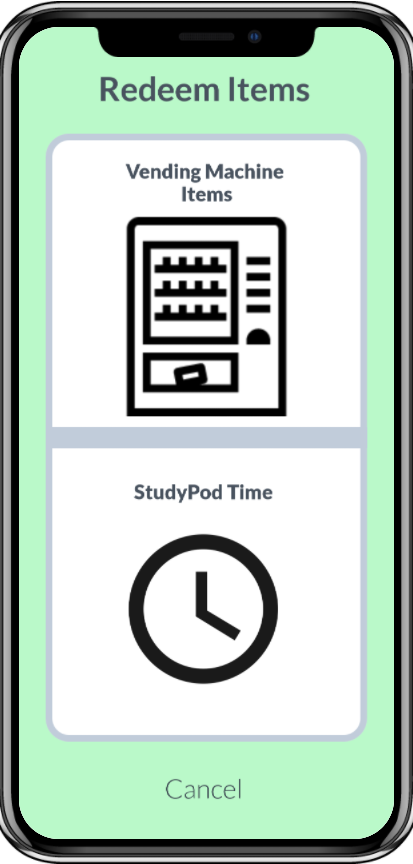 Redeem Items
Vending Machine
Items
StudyPod Time
Cancel